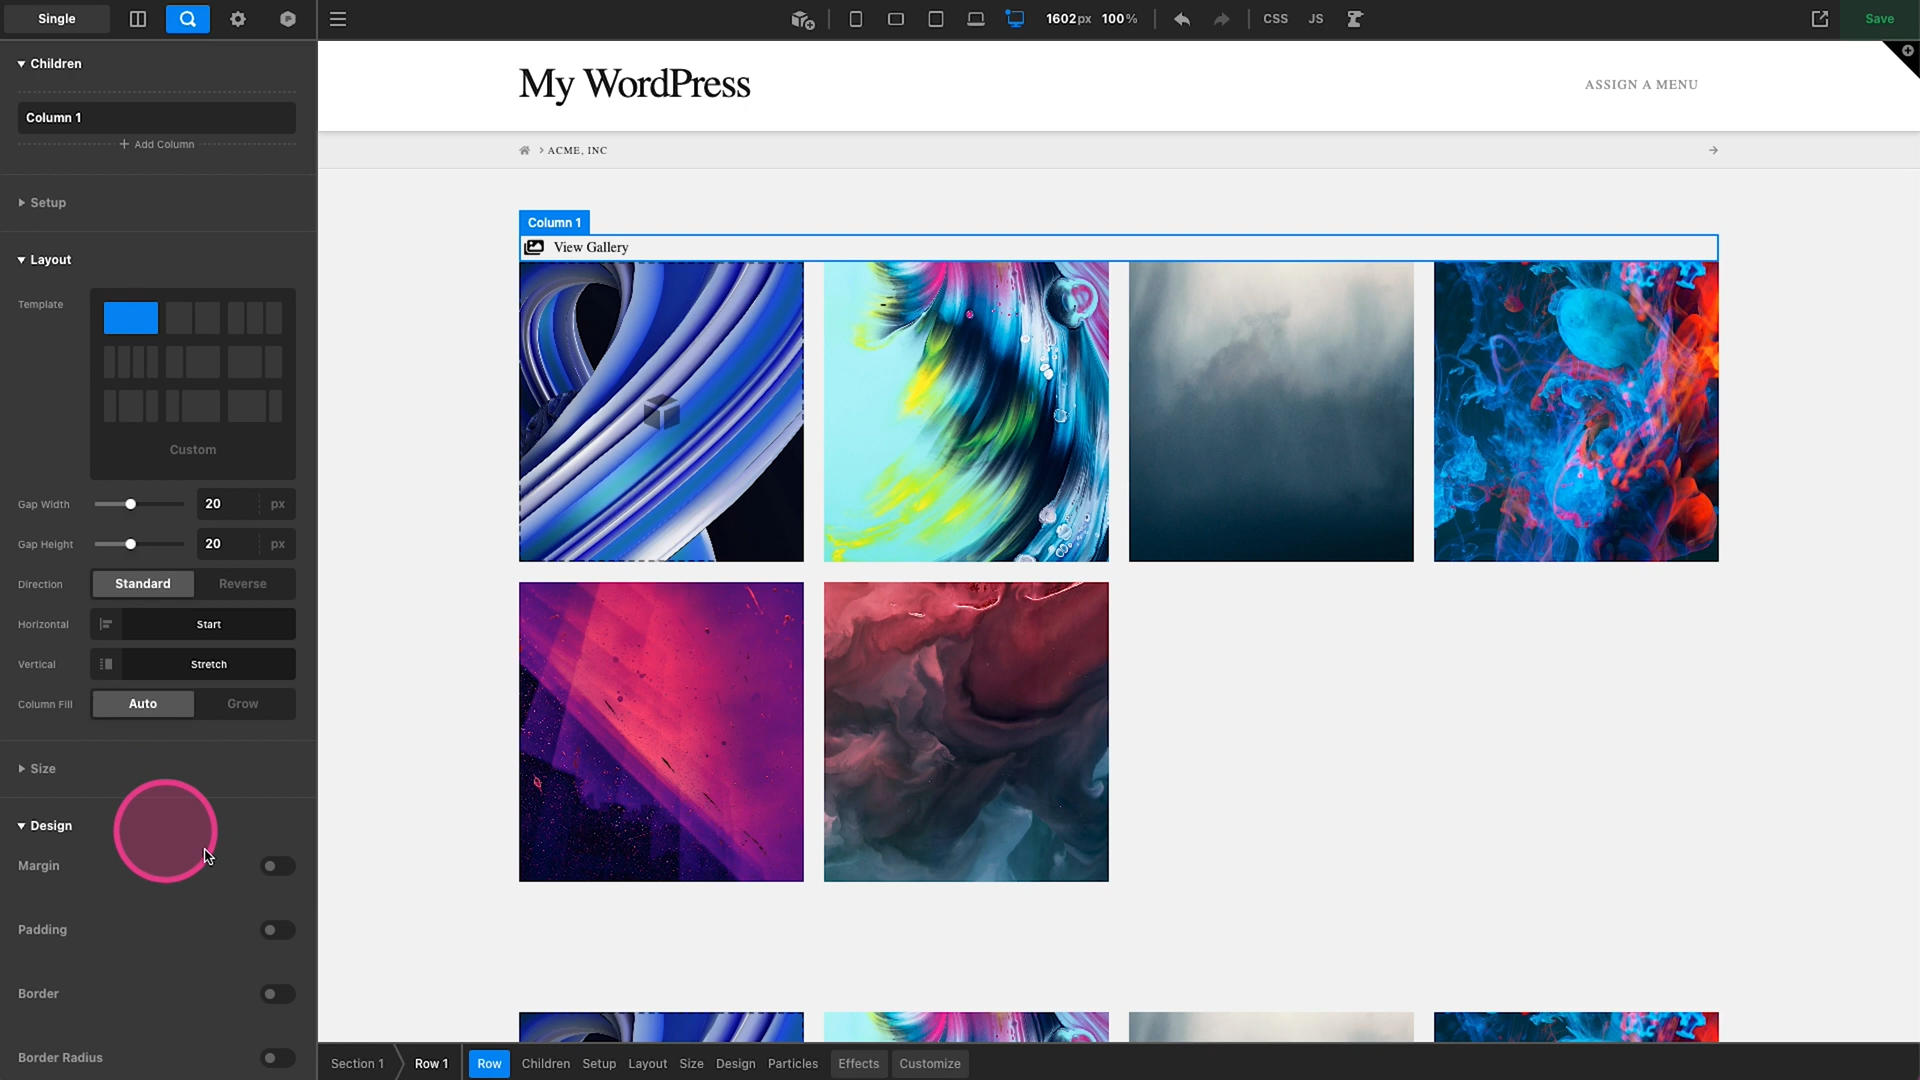 Single
1602px 100%
CSS
JS
Save
Children
Column 1
Add Column
Setup
Layout
Template
Custom
Gap Width 20 px
Gap Height 20 px
Direction Standard Reverse
Horizontal Start
Vertical Stretch
Column Fill Auto Grow
Size
Design
Margin
Padding
Border
Border Radius
My WordPress
ASSIGN A MENU
ACME, INC
Column 1
View Gallery
Section 1 Row 1 Row Children Setup Layout Size Design Particles Effects Customize